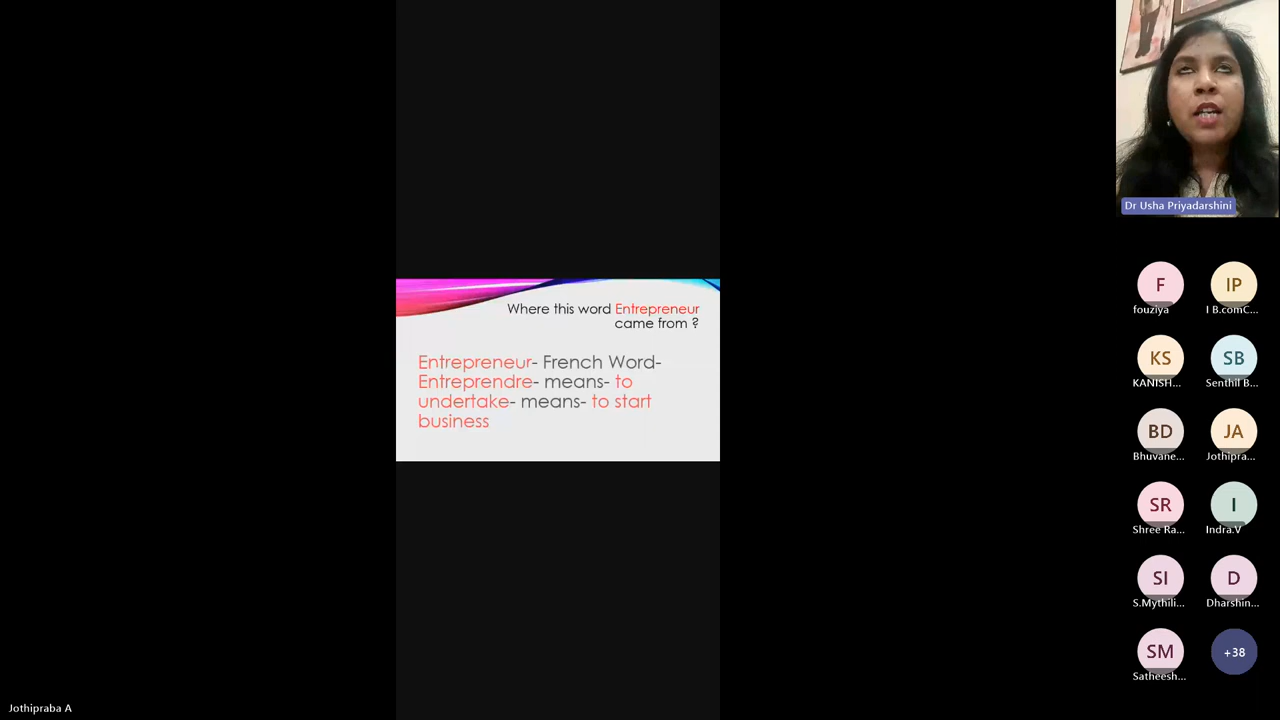 Where this word Entrepreneur
came from ?
Entrepreneur- French Word-
Entreprendre- means- to
undertake- means- to start
business
Dr Usha Priyadarshini
F
IP
fouziya
I B.comC...
KS
SB
KANISH...
Senthil B...
BD
JA
Bhuvane...
Jothipra...
SR
I
Shree Ra...
Indra.V
SI
D
S.Mythili...
Dharshin...
SM
+38
Satheesh...
Jothipraba A